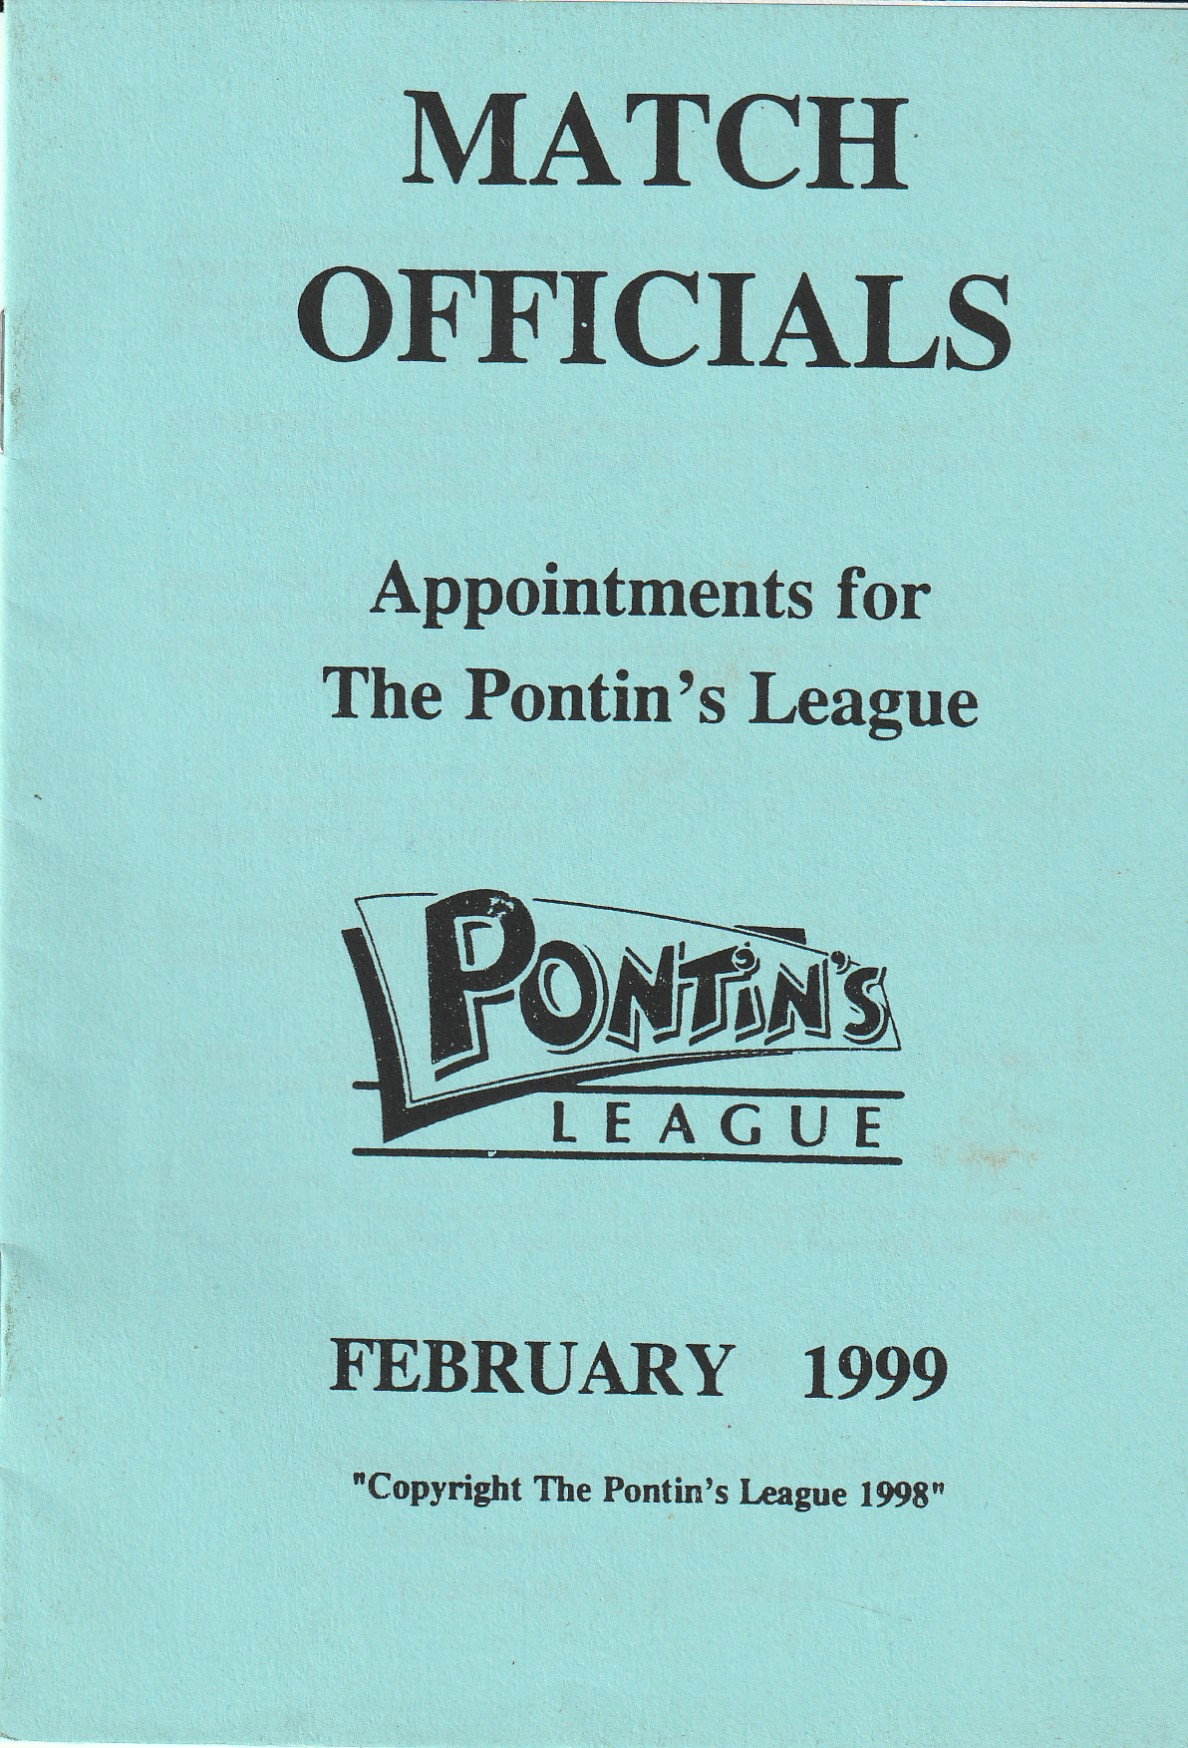 MATCH
OFFICIALS
Appointments for
The Pontin's League
PONTIN'S
LEAGUE
FEBRUARY 1999
"Copyright The Pontin's League 1998"